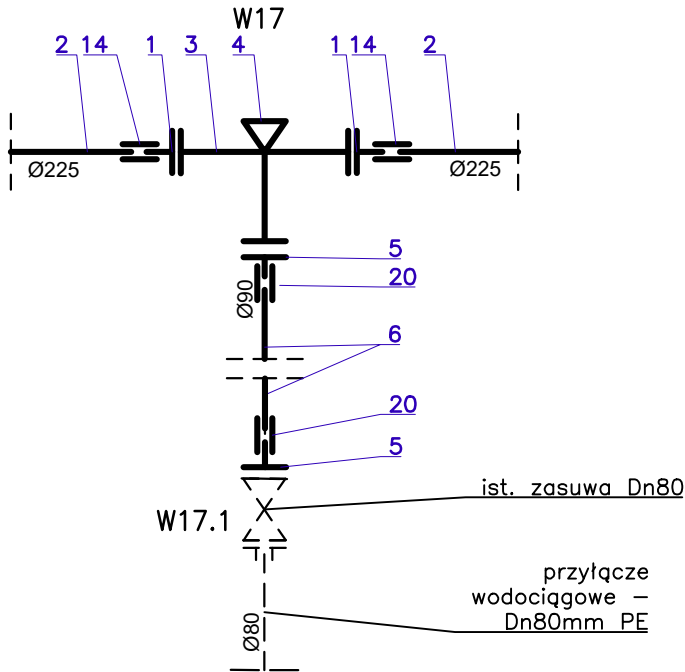 W17
2 14 1 3 4 1 14 2
Ø225 Ø225
5
20
Ø90
6
20
5
ist. zasuwa Dn80
W17.1
przyłącze
wodociągowe –
Dn80mm PE
Ø80